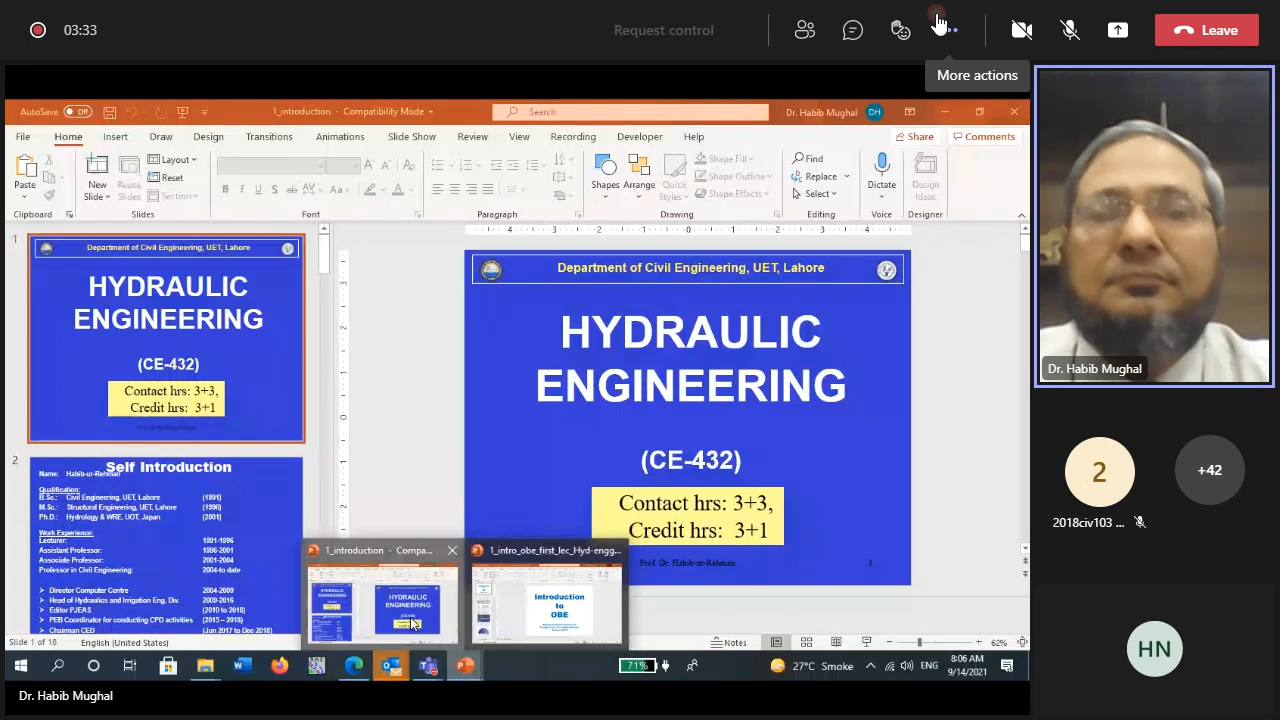 03:33
Request control
Leave
More actions
AutoSave Off
1_introduction - Compatibility Mode
Search
Dr. Habib Mughal DH
File Home Insert Draw Design Transitions Animations Slide Show Review View Recording Developer Help
Share Comments
Paste
New Slide
Reuse Slides
Layout
Reset
Section
Shapes Arrange Quick Styles
Shape Fill
Shape Outline
Shape Effects
Find
Replace
Select
Dictate
Design Ideas
Clipboard Slides Font Paragraph Drawing Editing Voice Designer
1
Department of Civil Engineering, UET, Lahore
HYDRAULIC
ENGINEERING
(CE-432)
Contact hrs: 3+3,
Credit hrs: 3+1
2
Self Introduction
Name: Habib-ur-Rehman
Qualification:
B.Sc.: Civil Engineering, UET, Lahore (1991)
M.Sc.: Structural Engineering, UET, Lahore (1996)
Ph.D.: Hydrology & WRE, UOT, Japan (2001)
Work Experience:
Lecturer: 1991-1996
Assistant Professor: 1996-2001
Associate Professor: 2001-2004
Professor in Civil Engineering: 2004-to date
Director Computer Centre 2004-2009
Head of Hydraulics and Irrigation Eng. Div. 2009-2016
Editor PJEAS (2010 to 2018)
PEB Coordinator for conducting CPD activities (2015 – 2018)
Chairman CED (Jun 2017 to Dec 2018)
Department of Civil Engineering, UET, Lahore
HYDRAULIC
ENGINEERING
(CE-432)
Contact hrs: 3+3,
Credit hrs: 3+1
Prof. Dr. Habib-ur-Rehman 1
1_introduction - Compa...
1_intro_obe_first_lec_Hyd-engg...
HYDRAULIC
ENGINEERING
Introduction
to
OBE
Slide 1 of 18 English (United States)
Notes
62%
71%
27°C Smoke
ENG
8:06 AM
9/14/2021
Dr. Habib Mughal
Dr. Habib Mughal
2
+42
2018civ103 ...
HN